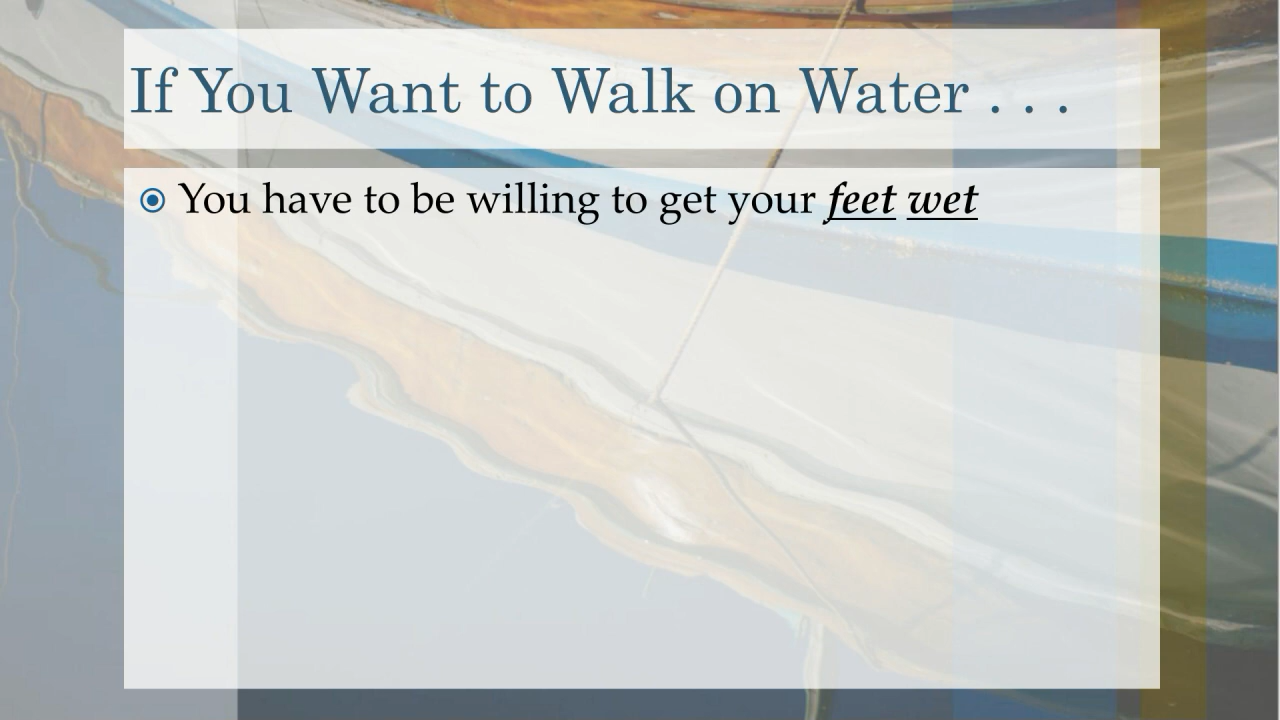 If You Want to Walk on Water . . .
You have to be willing to get your feet wet